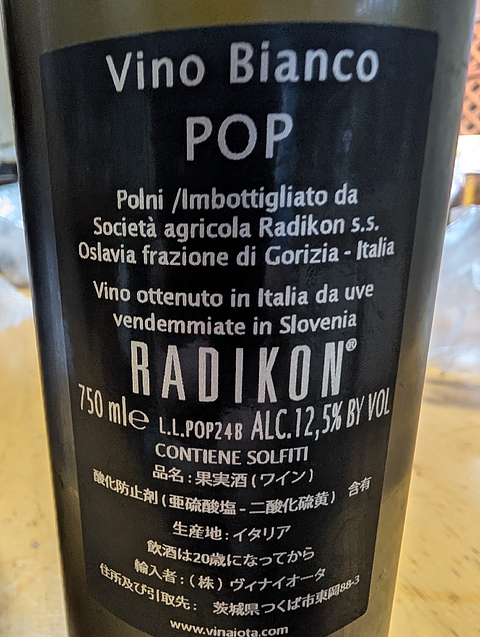 Vino Bianco
POP
Polni /Imbottigliato da
Società agricola Radikon s.s.
Oslavia frazione di Gorizia - Italia
Vino ottenuto in Italia da uve
vendemmiate in Slovenia
RADIKON®
750 ml℮ L.L.POP24B ALC.12,5% BY VOL
CONTIENE SOLFITI
品名：果実酒（ワイン）
酸化防止剤（亜硫酸塩-二酸化硫黄） 含有
生産地：イタリア
飲酒は20歳になってから
輸入者：（株）ヴィナイオータ
住所及び引取先： 茨城県つくば市東岡88-3
www.vinaiota.com